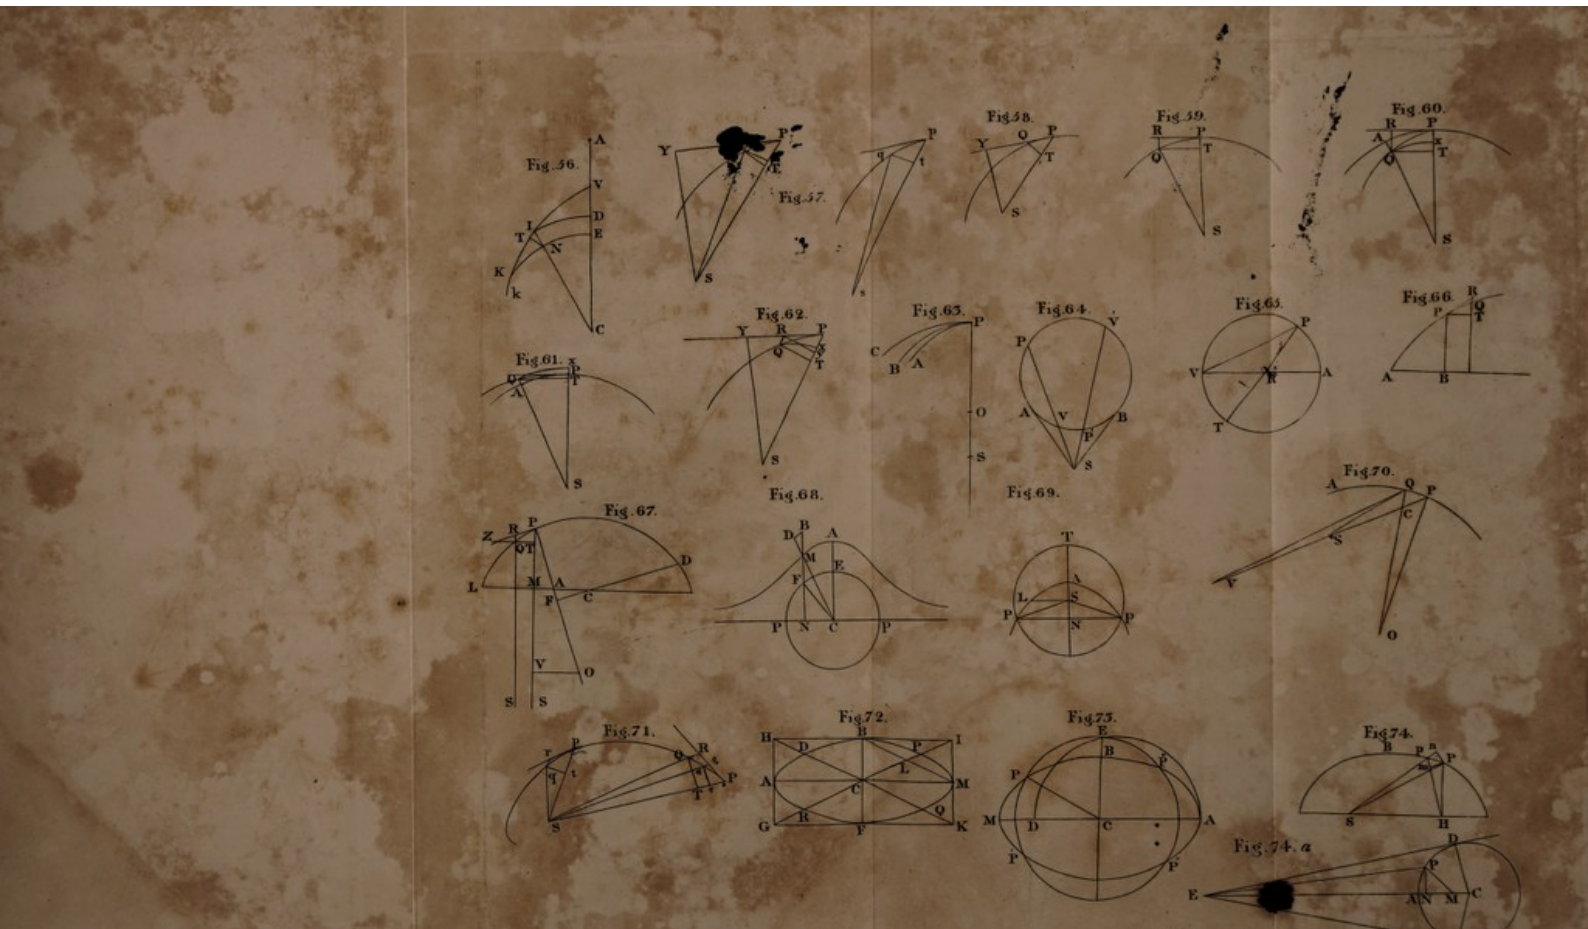 Fig.56.
A
V
D
E
I
T
N
K
k
C
Y
P
E
S
Fig.57.
p
q
t
s
Fig.58.
Y
Q
P
T
S
Fig.59.
R
P
Q
T
S
Fig.60.
R
P
A
Q
x
T
S
Fig.61.
x
P
Q
T
A
S
Fig.62.
Y
R
P
Q
x
T
S
Fig.63.
P
C
B
A
O
S
Fig.64.
V
P
A
V
B
P
S
Fig.65.
P
V
A
R
T
Fig.66.
R
P
Q
T
A
B
Fig.67.
Z
R
P
Q
T
D
L
M
A
F
C
V
O
S
S
Fig.68.
B
D
A
M
E
F
P
N
C
P
Fig.69.
T
A
L
S
P
N
P
Fig.70.
A
Q
P
C
S
V
O
Fig.71.
p
r
q
t
Q
R
P
T
S
Fig.72.
H
D
B
P
I
L
A
C
M
G
R
F
Q
K
Fig.73.
E
B
P
P
M
D
C
A
P
P
Fig.74.
B
P
n
P
m
S
H
Fig.74.a
D
P
E
A
N
M
C